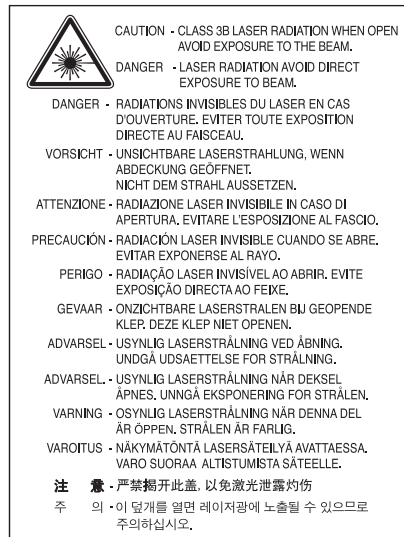 CAUTION - CLASS 3B LASER RADIATION WHEN OPEN
AVOID EXPOSURE TO THE BEAM.
DANGER - LASER RADIATION AVOID DIRECT
EXPOSURE TO BEAM.
DANGER - RADIATIONS INVISIBLES DU LASER EN CAS
D'OUVERTURE. EVITER TOUTE EXPOSITION
DIRECTE AU FAISCEAU.
VORSICHT - UNSICHTBARE LASERSTRAHLUNG, WENN
ABDECKUNG GEÖFFNET.
NICHT DEM STRAHL AUSSETZEN.
ATTENZIONE - RADIAZIONE LASER INVISIBILE IN CASO DI
APERTURA. EVITARE L'ESPOSIZIONE AL FASCIO.
PRECAUCIÓN - RADIACIÓN LASER INVISIBLE CUANDO SE ABRE.
EVITAR EXPONERSE AL RAYO.
PERIGO - RADIAÇÃO LASER INVISÍVEL AO ABRIR. EVITE
EXPOSIÇÃO DIRECTA AO FEIXE.
GEVAAR - ONZICHTBARE LASERSTRALEN BIJ GEOPENDE
KLEP. DEZE KLEP NIET OPENEN.
ADVARSEL - USYNLIG LASERSTRÅLNING VED ÅBNING.
UNDGÅ UDSAETTELSE FOR STRÅLNING.
ADVARSEL. - USYNLIG LASERSTRÅLNING NÅR DEKSEL
ÅPNES. UNNGÅ EKSPONERING FOR STRÅLEN.
VARNING - OSYNLIG LASERSTRÅLNING NÄR DENNA DEL
ÄR ÖPPEN. STRÅLEN ÄR FARLIG.
VAROITUS - NÄKYMÄTÖNTÄ LASERSÄTEILYÄ AVATTAESSA.
VARO SUORAA ALTISTUMISTA SÄTEELLE.
注 意 - 严禁揭开此盖, 以免激光泄露灼伤
주 의 - 이 덮개를 열면 레이저광에 노출될 수 있으므로
주의하십시오.